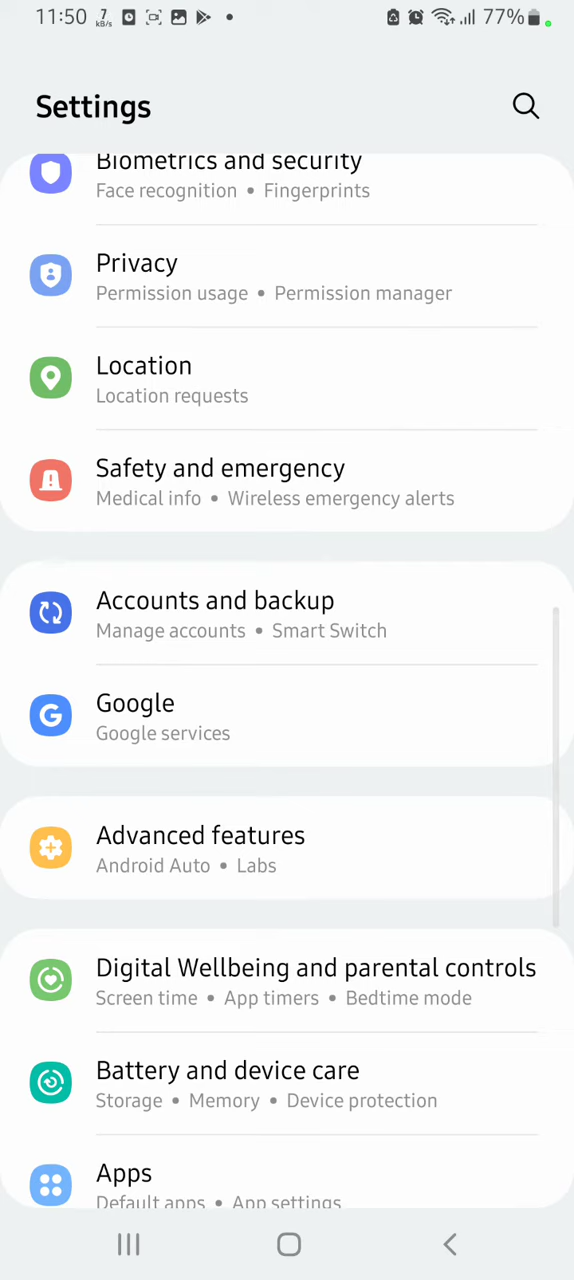 11:50 7 kB/s 77%
Settings
Biometrics and security
Face recognition • Fingerprints
Privacy
Permission usage • Permission manager
Location
Location requests
Safety and emergency
Medical info • Wireless emergency alerts
Accounts and backup
Manage accounts • Smart Switch
Google
Google services
Advanced features
Android Auto • Labs
Digital Wellbeing and parental controls
Screen time • App timers • Bedtime mode
Battery and device care
Storage • Memory • Device protection
Apps
Default apps • App settings